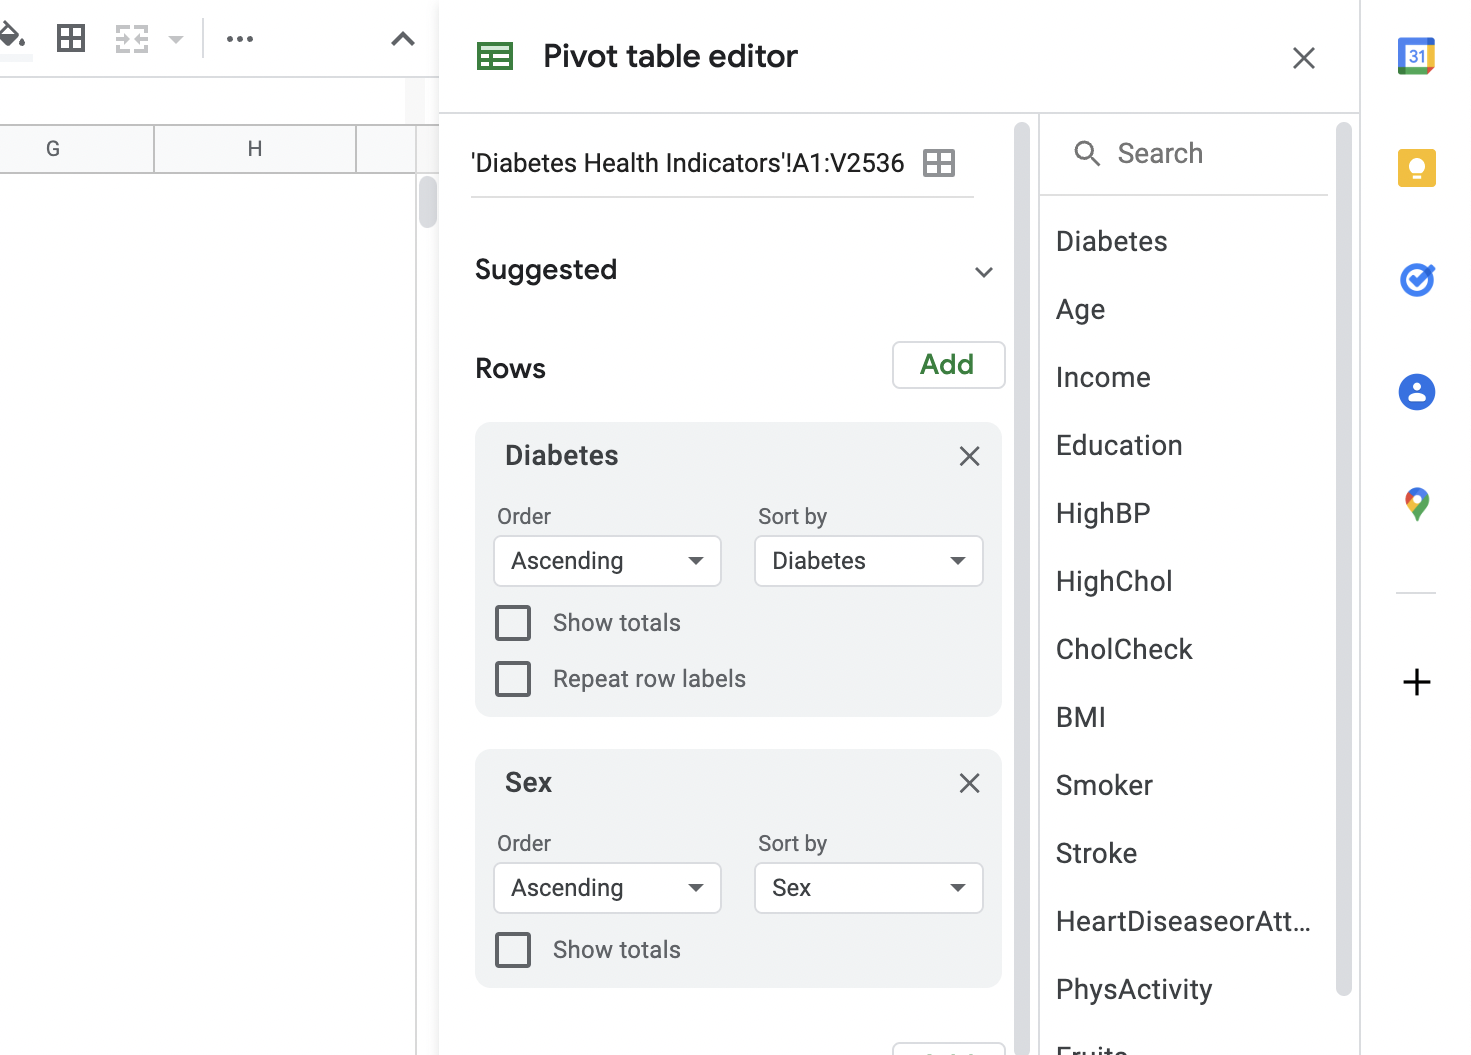 Pivot table editor
G
H
'Diabetes Health Indicators'!A1:V2536
Suggested
Rows
Add
Diabetes
Order
Sort by
Ascending
Diabetes
Show totals
Repeat row labels
Sex
Order
Sort by
Ascending
Sex
Show totals
Search
Diabetes
Age
Income
Education
HighBP
HighChol
CholCheck
BMI
Smoker
Stroke
HeartDiseaseorAtt...
PhysActivity
31